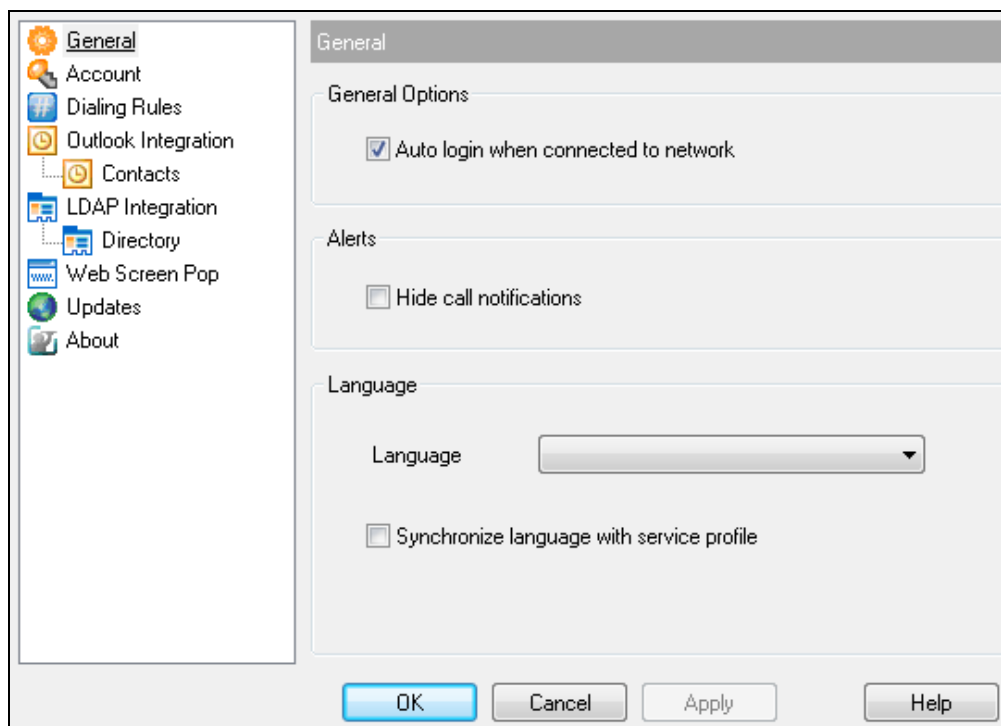 General
Account
Dialing Rules
Outlook Integration
Contacts
LDAP Integration
Directory
Web Screen Pop
Updates
About
General
General Options
Auto login when connected to network
Alerts
Hide call notifications
Language
Language
Synchronize language with service profile
OK
Cancel
Apply
Help